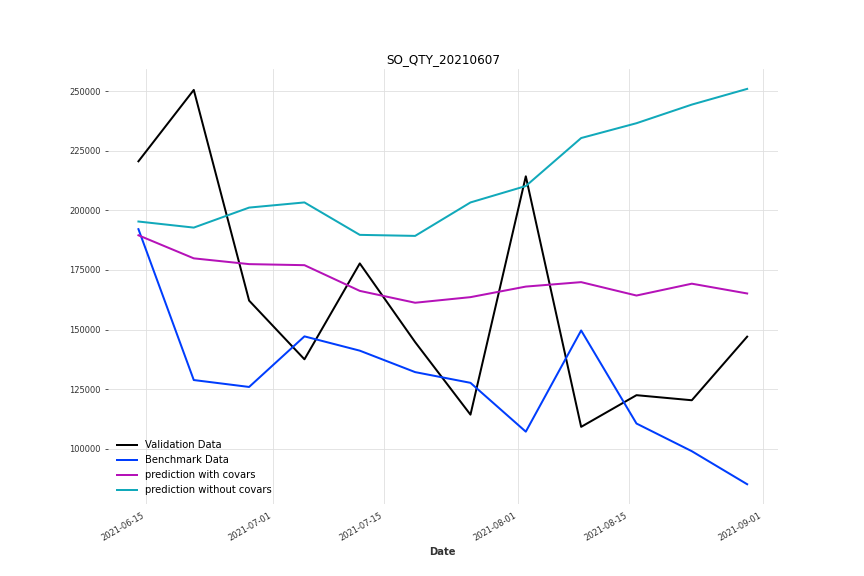 SO_QTY_20210607
250000
225000
200000
175000
150000
125000
100000
Validation Data
Benchmark Data
prediction with covars
prediction without covars
2021-06-15
2021-07-01
2021-07-15
2021-08-01
2021-08-15
2021-09-01
Date